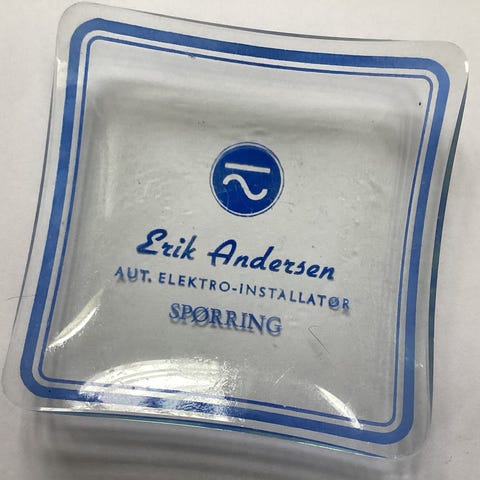 Erik Andersen
AUT. ELEKTRO-INSTALLATØR
SPØRRING